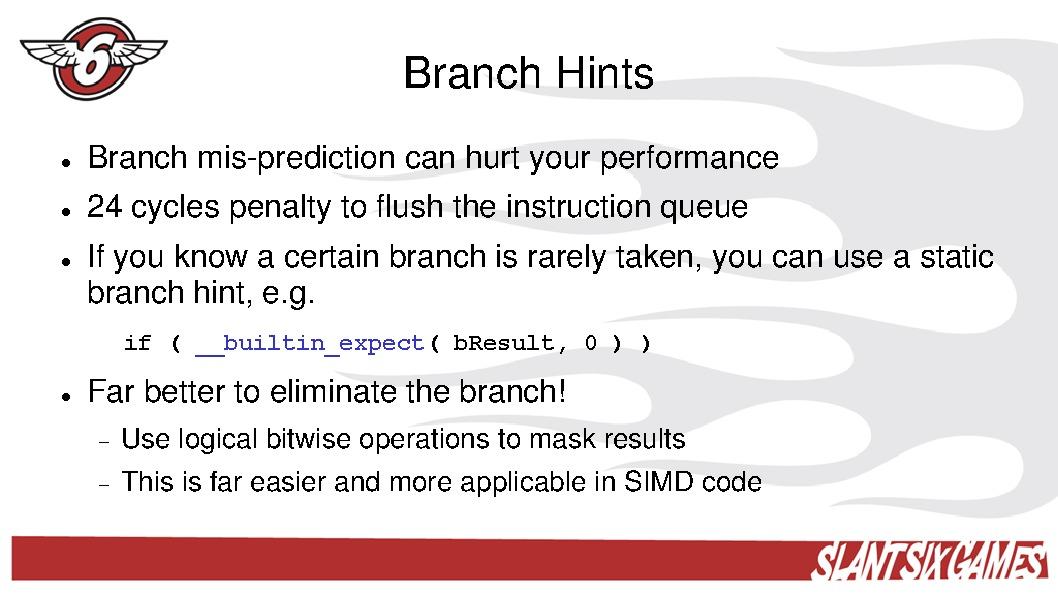 6
Branch Hints
● Branch mis-prediction can hurt your performance
● 24 cycles penalty to flush the instruction queue
● If you know a certain branch is rarely taken, you can use a static
branch hint, e.g.
if ( __builtin_expect( bResult, 0 ) )
● Far better to eliminate the branch!
– Use logical bitwise operations to mask results
– This is far easier and more applicable in SIMD code
SLANT SIX GAMES